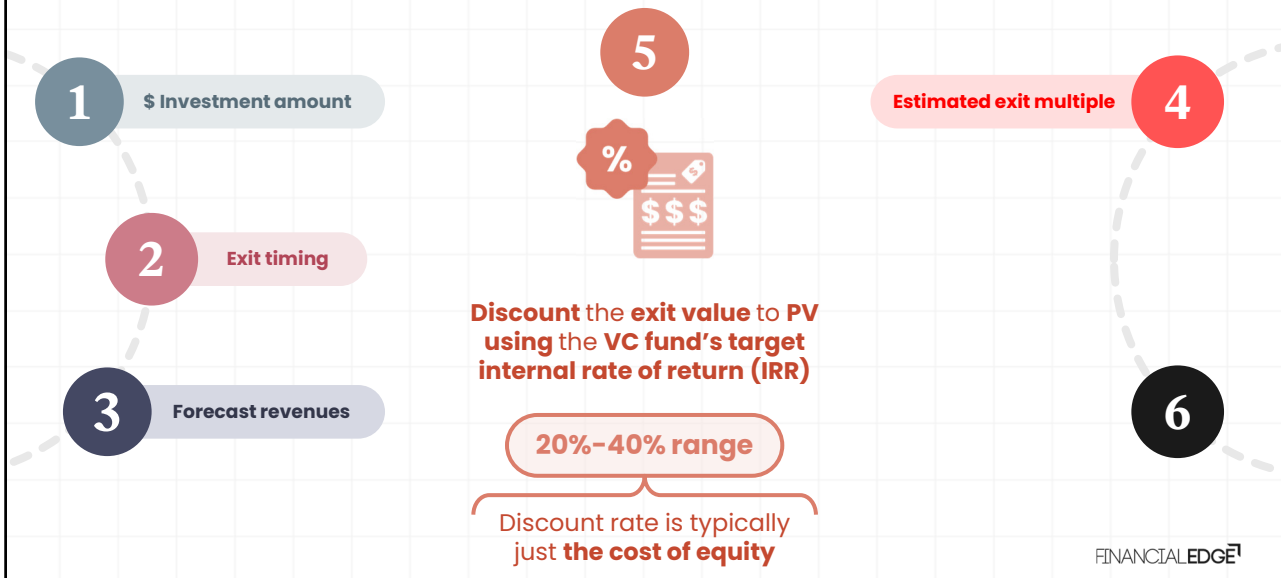 1
$ Investment amount
2
Exit timing
3
Forecast revenues
5
%
$
$$$
Discount the exit value to PV
using the VC fund's target
internal rate of return (IRR)
20%-40% range
Discount rate is typically
just the cost of equity
Estimated exit multiple
4
6
FINANCIALEDGE